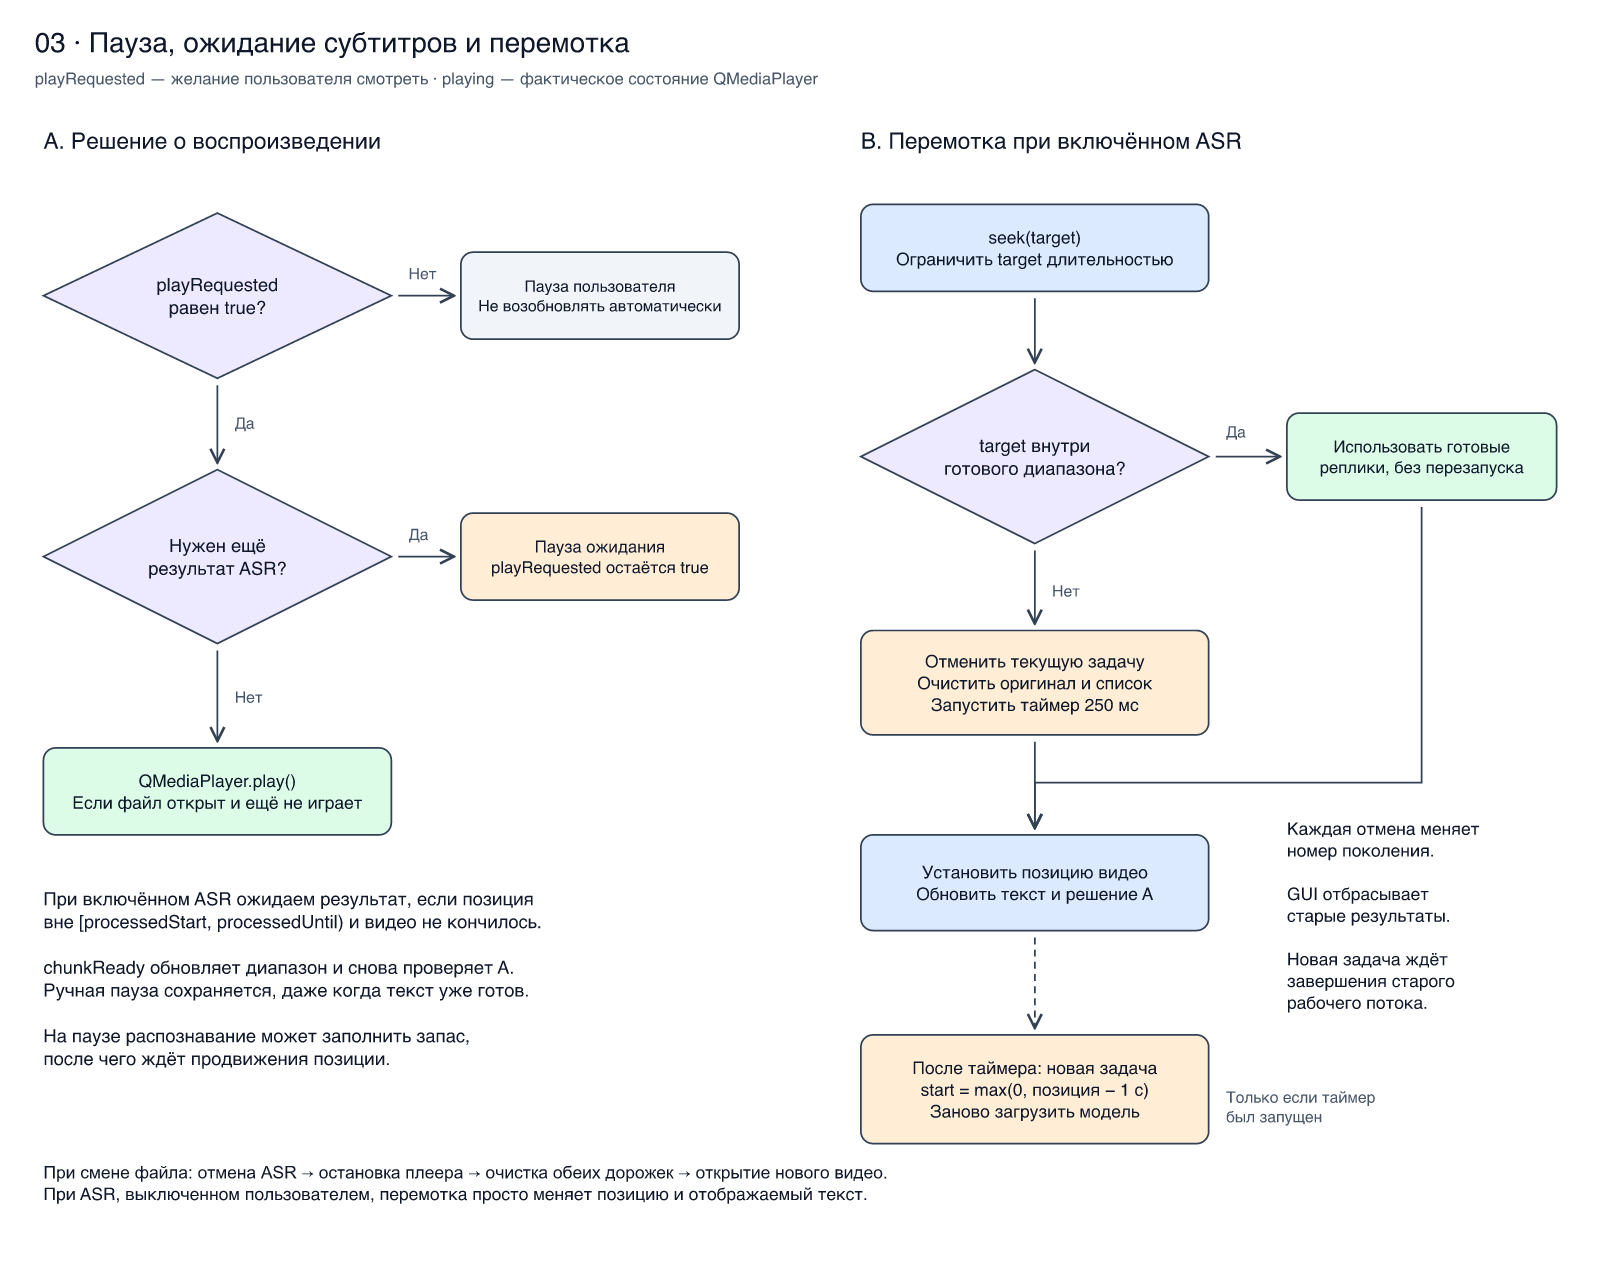 03 · Пауза, ожидание субтитров и перемотка
playRequested — желание пользователя смотреть · playing — фактическое состояние QMediaPlayer
A. Решение о воспроизведении
playRequested
равен true?
Нет
Пауза пользователя
Не возобновлять автоматически
Да
Нужен ещё
результат ASR?
Да
Пауза ожидания
playRequested остаётся true
Нет
QMediaPlayer.play()
Если файл открыт и ещё не играет
При включённом ASR ожидаем результат, если позиция
вне [processedStart, processedUntil) и видео не кончилось.
chunkReady обновляет диапазон и снова проверяет A.
Ручная пауза сохраняется, даже когда текст уже готов.
На паузе распознавание может заполнить запас,
после чего ждёт продвижения позиции.
B. Перемотка при включённом ASR
seek(target)
Ограничить target длительностью
target внутри
готового диапазона?
Да
Использовать готовые
реплики, без перезапуска
Нет
Отменить текущую задачу
Очистить оригинал и список
Запустить таймер 250 мс
Установить позицию видео
Обновить текст и решение A
Каждая отмена меняет
номер поколения.
GUI отбрасывает
старые результаты.
Новая задача ждёт
завершения старого
рабочего потока.
После таймера: новая задача
start = max(0, позиция − 1 с)
Заново загрузить модель
Только если таймер
был запущен
При смене файла: отмена ASR → остановка плеера → очистка обеих дорожек → открытие нового видео.
При ASR, выключенном пользователем, перемотка просто меняет позицию и отображаемый текст.